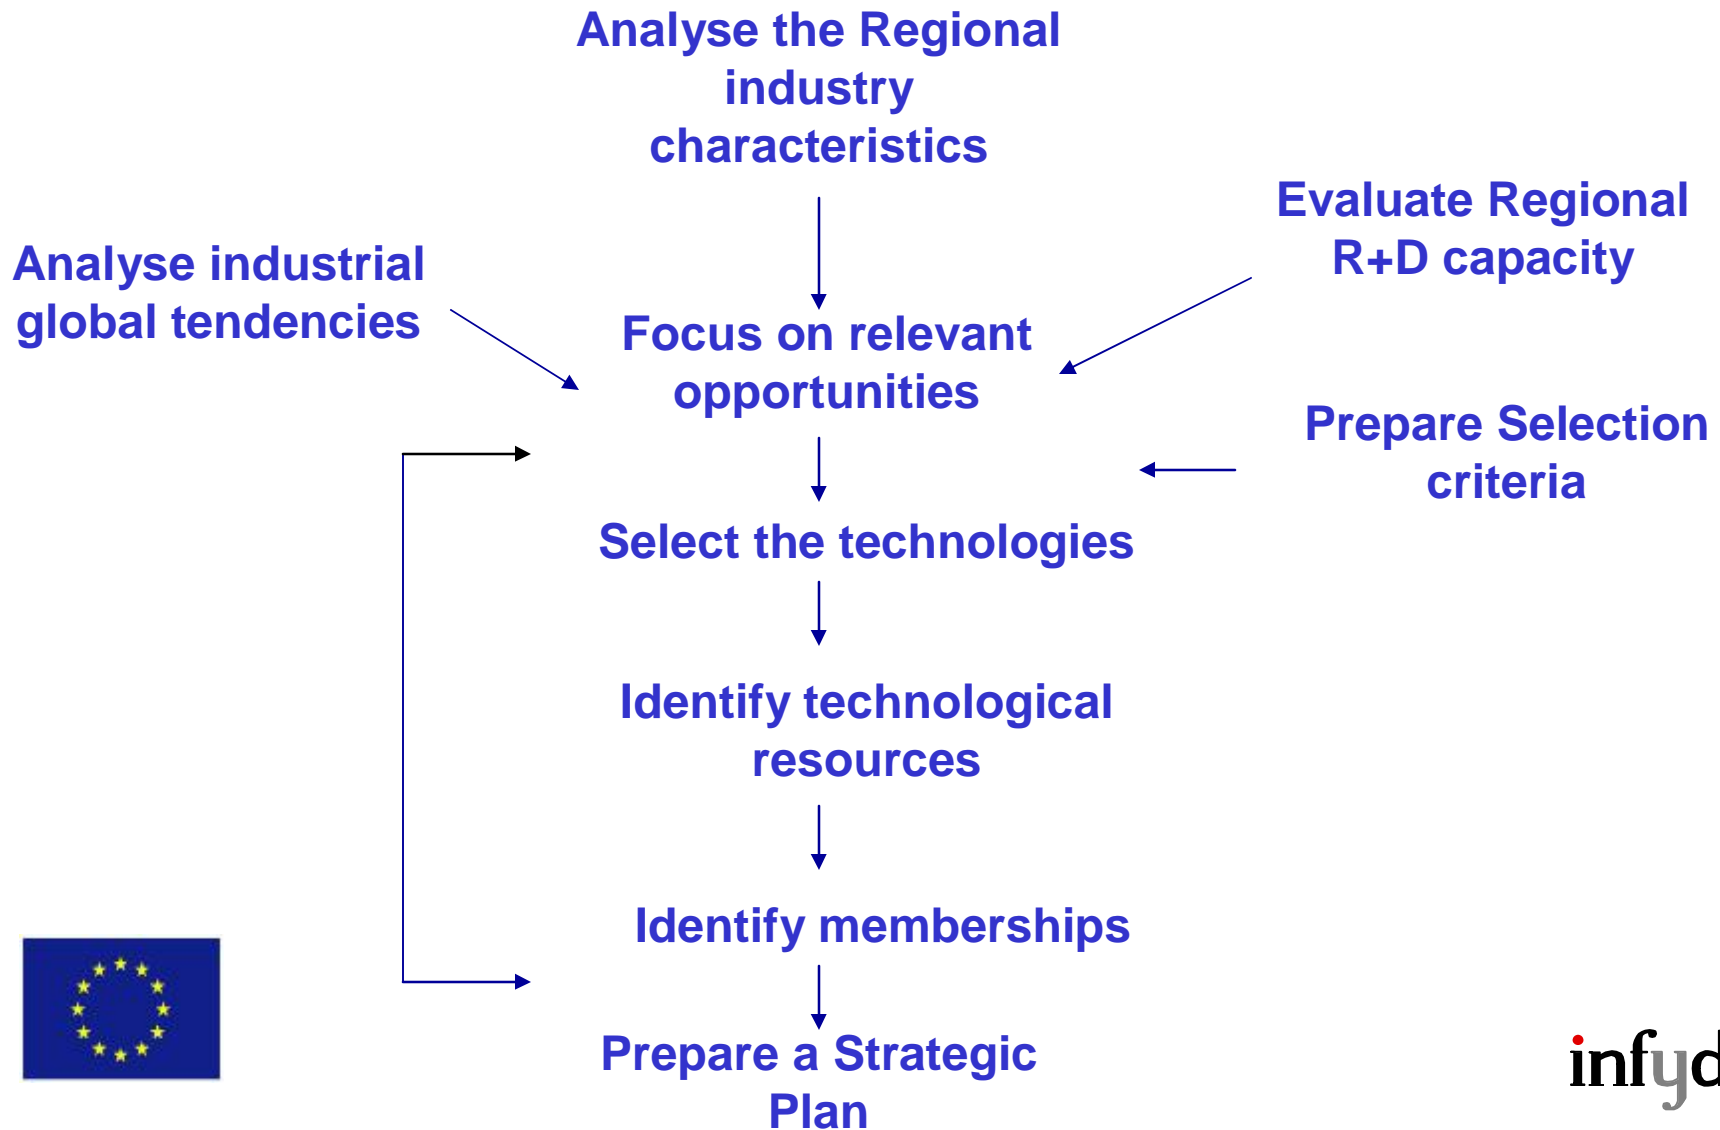 Analyse the Regional
industry
characteristics
Evaluate Regional
R+D capacity
Analyse industrial
global tendencies
Focus on relevant
opportunities
Prepare Selection
criteria
Select the technologies
Identify technological
resources
Identify memberships
Prepare a Strategic
Plan
infyd